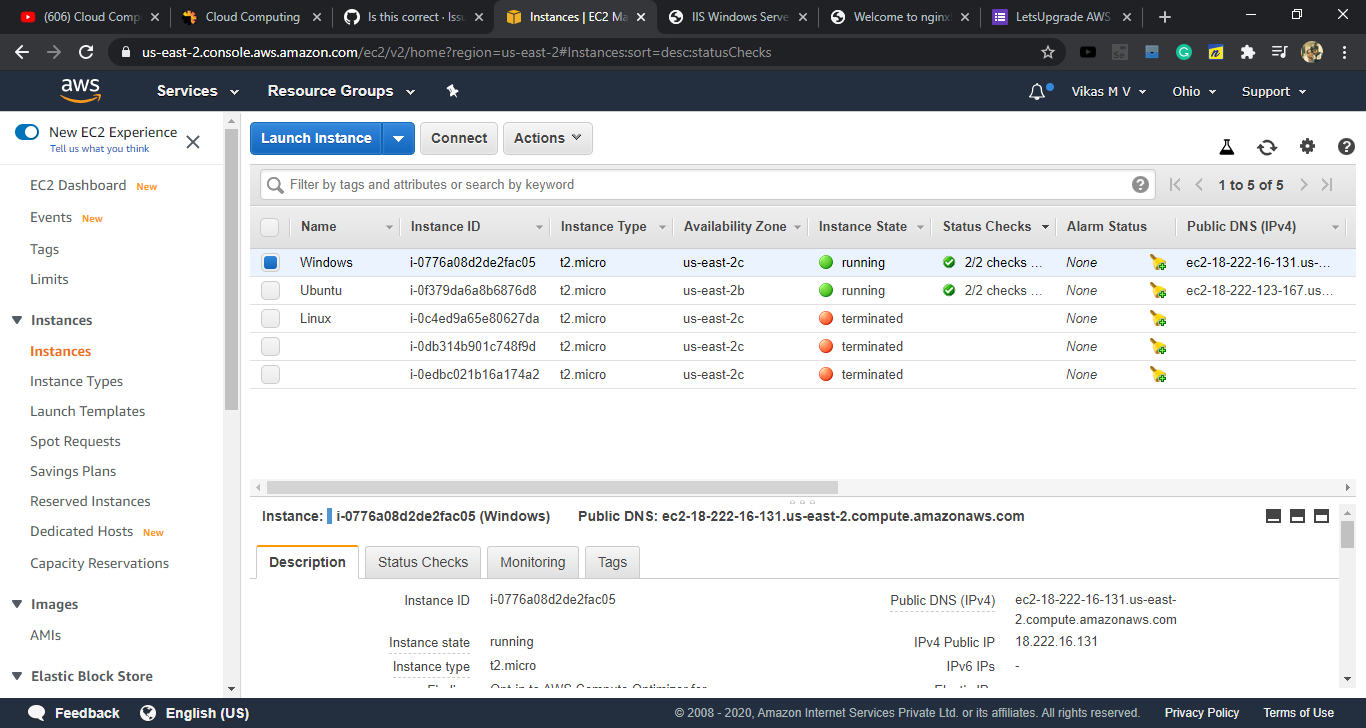 (606) Cloud Comp
Cloud Computing
Is this correct · Issu
Instances | EC2 Ma
IIS Windows Serve
Welcome to nginx!
LetsUpgrade AWS
us-east-2.console.aws.amazon.com/ec2/v2/home?region=us-east-2#Instances:sort=desc:statusChecks
aws Services Resource Groups Vikas M V Ohio Support
New EC2 Experience
Tell us what you think
EC2 Dashboard New
Events New
Tags
Limits
Instances
Instances
Instance Types
Launch Templates
Spot Requests
Savings Plans
Reserved Instances
Dedicated Hosts New
Capacity Reservations
Images
AMIs
Elastic Block Store
Launch Instance Connect Actions
Filter by tags and attributes or search by keyword
1 to 5 of 5
Name Instance ID Instance Type Availability Zone Instance State Status Checks Alarm Status Public DNS (IPv4)
Windows i-0776a08d2de2fac05 t2.micro us-east-2c running 2/2 checks ... None ec2-18-222-16-131.us-...
Ubuntu i-0f379da6a8b6876d8 t2.micro us-east-2b running 2/2 checks ... None ec2-18-222-123-167.us...
Linux i-0c4ed9a65e80627da t2.micro us-east-2c terminated None
i-0db314b901c748f9d t2.micro us-east-2c terminated None
i-0edbc021b16a174a2 t2.micro us-east-2c terminated None
Instance: i-0776a08d2de2fac05 (Windows) Public DNS: ec2-18-222-16-131.us-east-2.compute.amazonaws.com
Description Status Checks Monitoring Tags
Instance ID i-0776a08d2de2fac05
Instance state running
Instance type t2.micro
Opt-in to AWS Compute Optimizer for
Public DNS (IPv4) ec2-18-222-16-131.us-east-
2.compute.amazonaws.com
IPv4 Public IP 18.222.16.131
IPv6 IPs -
Feedback English (US) © 2008 - 2020, Amazon Internet Services Private Ltd. or its affiliates. All rights reserved. Privacy Policy Terms of Use